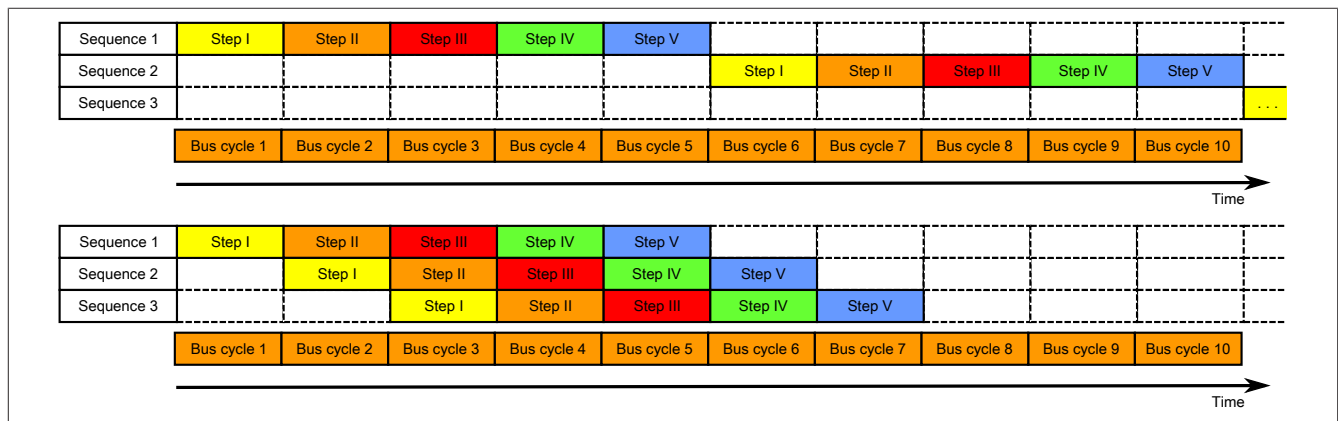 Sequence 1 Step I Step II Step III Step IV Step V
Sequence 2 Step I Step II Step III Step IV Step V
Sequence 3 . . .
Bus cycle 1 Bus cycle 2 Bus cycle 3 Bus cycle 4 Bus cycle 5 Bus cycle 6 Bus cycle 7 Bus cycle 8 Bus cycle 9 Bus cycle 10
Time
Sequence 1 Step I Step II Step III Step IV Step V
Sequence 2 Step I Step II Step III Step IV Step V
Sequence 3 Step I Step II Step III Step IV Step V
Bus cycle 1 Bus cycle 2 Bus cycle 3 Bus cycle 4 Bus cycle 5 Bus cycle 6 Bus cycle 7 Bus cycle 8 Bus cycle 9 Bus cycle 10
Time